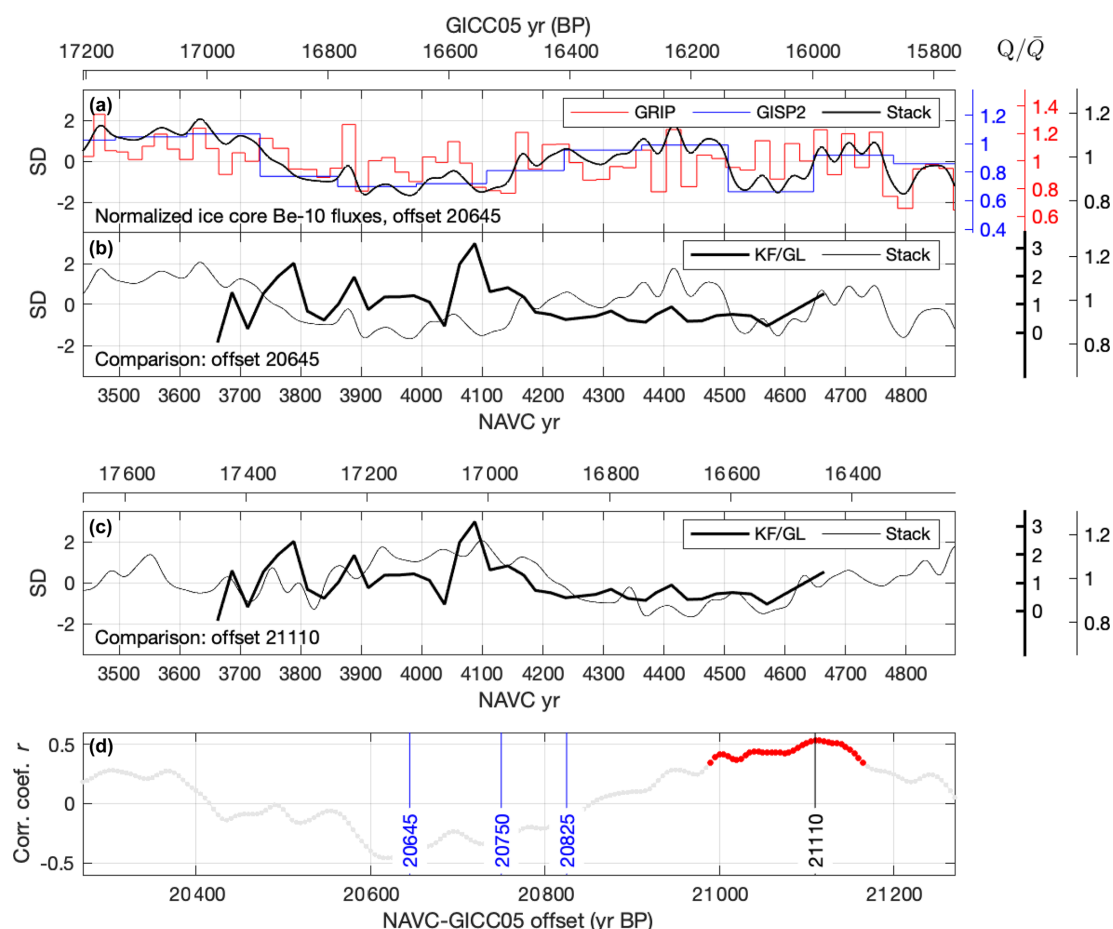 GICC05 yr (BP)
17200 17000 16800 16600 16400 16200 16000 15800
Q/Q̄
(a)
GRIP GISP2 Stack
SD
2
0
-2
1.2
1
0.8
0.6
0.4
1.4
1.2
1.0
0.8
0.6
1.2
1
0.8
Normalized ice core Be-10 fluxes, offset 20645
(b)
KF/GL Stack
SD
2
0
-2
3
2
1
0
1.2
1
0.8
Comparison: offset 20645
3500 3600 3700 3800 3900 4000 4100 4200 4300 4400 4500 4600 4700 4800
NAVC yr
17600 17400 17200 17000 16800 16600 16400
(c)
KF/GL Stack
SD
2
0
-2
3
2
1
0
1.2
1
0.8
Comparison: offset 21110
3500 3600 3700 3800 3900 4000 4100 4200 4300 4400 4500 4600 4700 4800
NAVC yr
(d)
Corr. coef. r
0.5
0
-0.5
20645
20750
20825
21110
20400 20600 20800 21000 21200
NAVC-GICC05 offset (yr BP)